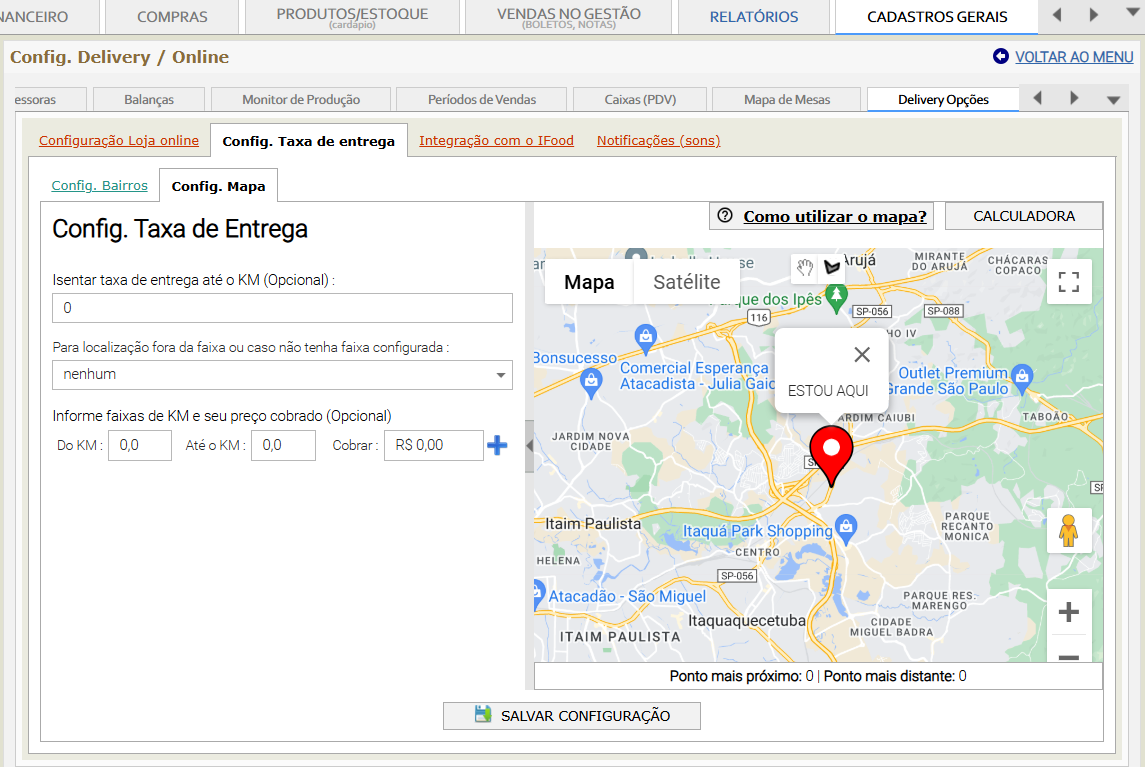 NANCEIRO
COMPRAS
PRODUTOS/ESTOQUE
(cardápio)
VENDAS NO GESTÃO
(BOLETOS, NOTAS)
RELATÓRIOS
CADASTROS GERAIS
Config. Delivery / Online
VOLTAR AO MENU
essoras
Balanças
Monitor de Produção
Períodos de Vendas
Caixas (PDV)
Mapa de Mesas
Delivery Opções
Configuração Loja online
Config. Taxa de entrega
Integração com o IFood
Notificações (sons)
Config. Bairros
Config. Mapa
Config. Taxa de Entrega
Como utilizar o mapa?
CALCULADORA
Isentar taxa de entrega até o KM (Opcional) :
0
Para localização fora da faixa ou caso não tenha faixa configurada :
nenhum
Informe faixas de KM e seu preço cobrado (Opcional)
Do KM : 0,0 Até o KM : 0,0 Cobrar : R$ 0,00
Mapa
Satélite
Arujá
MIRANTE
DO ARUJÁ
CHÁCARAS
COPACO
Parque dos Ipês
116
SP-056
SP-088
HO IV
Bonsucesso
Comercial Esperança
Atacadista - Julia Gaio
ESTOU AQUI
Outlet Premium
Grande São Paulo
TABOÃO
JARDIM CAIUBI
JARDIM NOVA
CIDADE
Itaim Paulista
Itaquá Park Shopping
PARQUE
RECANTO
MONICA
CENTRO
HELENA
SP-056
Atacadão - São Miguel
PARQUE RES.
MARENGO
Itaquaquecetuba
CIDADE
MIGUEL BADRA
ITAIM PAULISTA
Ponto mais próximo: 0 | Ponto mais distante: 0
SALVAR CONFIGURAÇÃO